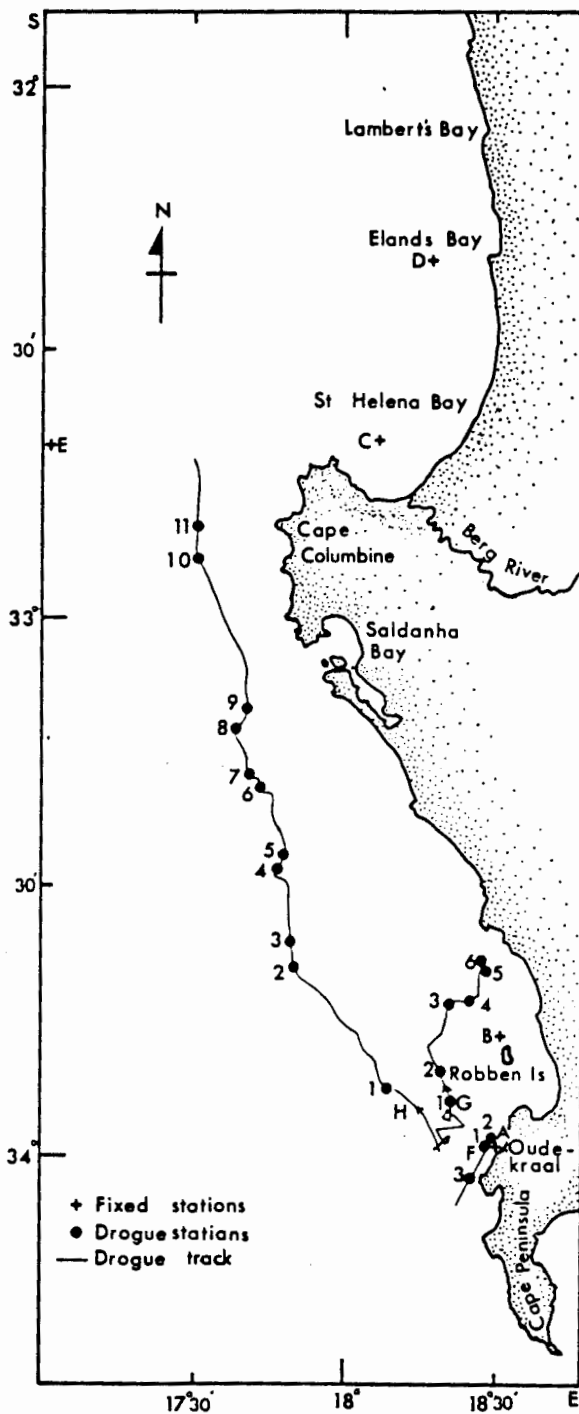 S
32°
Lambert's Bay
N
Elands Bay
D+
30'
St Helena Bay
C+
+E
11
Cape
Columbine
10
Berg River
33°
Saldanha
Bay
9
8
7
6
5
30'
4
3
6
5
2
3
4
B+
2
Robben Is
1
1
G
H
2
1
A
F
Oude-
kraal
34°
3
+ Fixed stations
● Drogue stations
— Drogue track
Cape Peninsula
17°30'
18°
18°30'
E